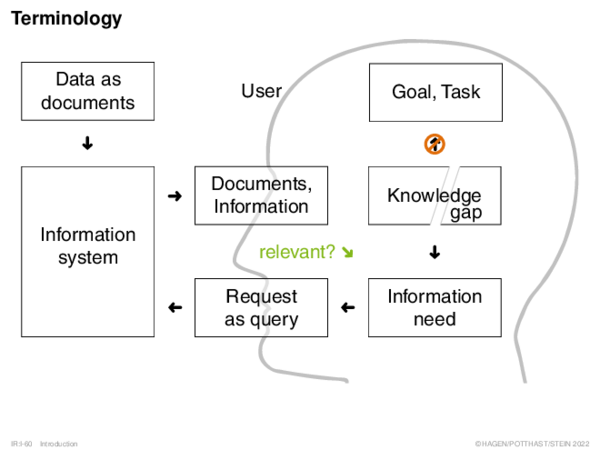 Terminology
Data as
documents
User
Goal, Task
Information
system
Documents,
Information
Knowledge
gap
relevant?
Request
as query
Information
need
IR:I-60 Introduction
©HAGEN/POTTHAST/STEIN 2022